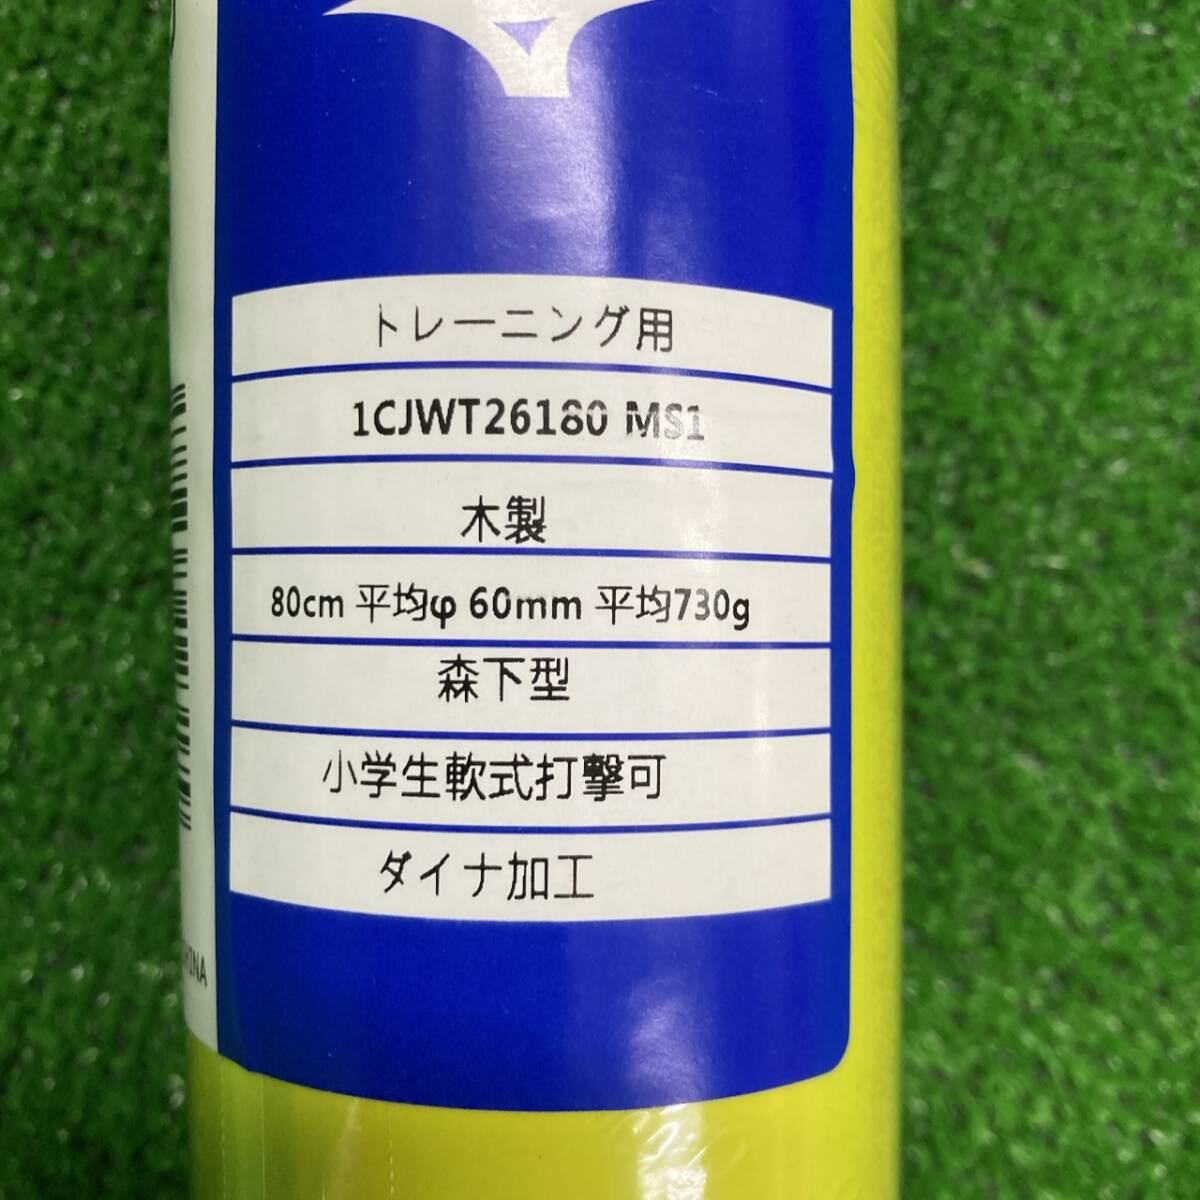 トレーニング用
1CJWT26180 MS1
木製
80cm 平均φ 60mm 平均730g
森下型
小学生軟式打撃可
ダイナ加工